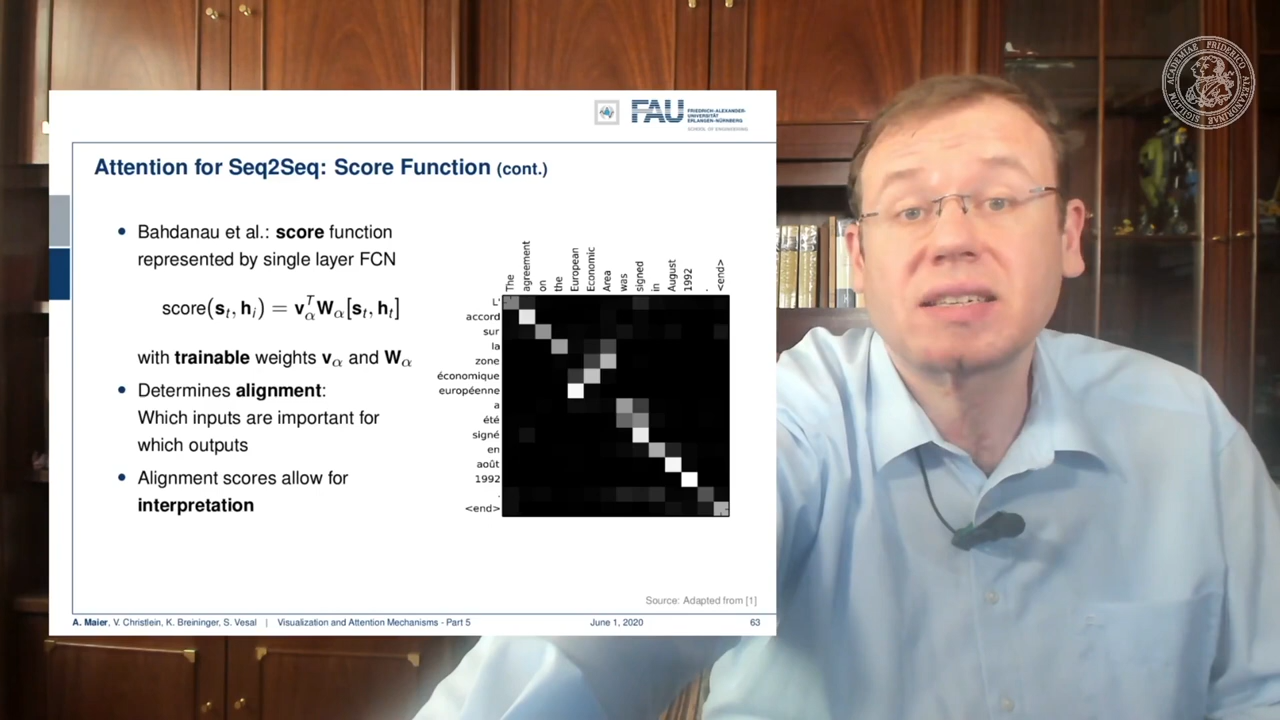 SIGILVM ACADEMIAE FRIDERICO ALEXANDRINAE
FAU FRIEDRICH-ALEXANDER-
UNIVERSITÄT
ERLANGEN-NÜRNBERG
SCHOOL OF ENGINEERING
Attention for Seq2Seq: Score Function (cont.)
• Bahdanau et al.: score function
represented by single layer FCN
score(s_t, h_i) = v_α^T W_α[s_t, h_t]
with trainable weights v_α and W_α
• Determines alignment:
Which inputs are important for
which outputs
• Alignment scores allow for
interpretation
The agreement on the European Economic Area was signed in August 1992 . <end>
L'
accord
sur
la
zone
économique
européenne
a
été
signé
en
août
1992
.
<end>
Source: Adapted from [1]
A. Maier, V. Christlein, K. Breininger, S. Vesal | Visualization and Attention Mechanisms - Part 5 June 1, 2020 63